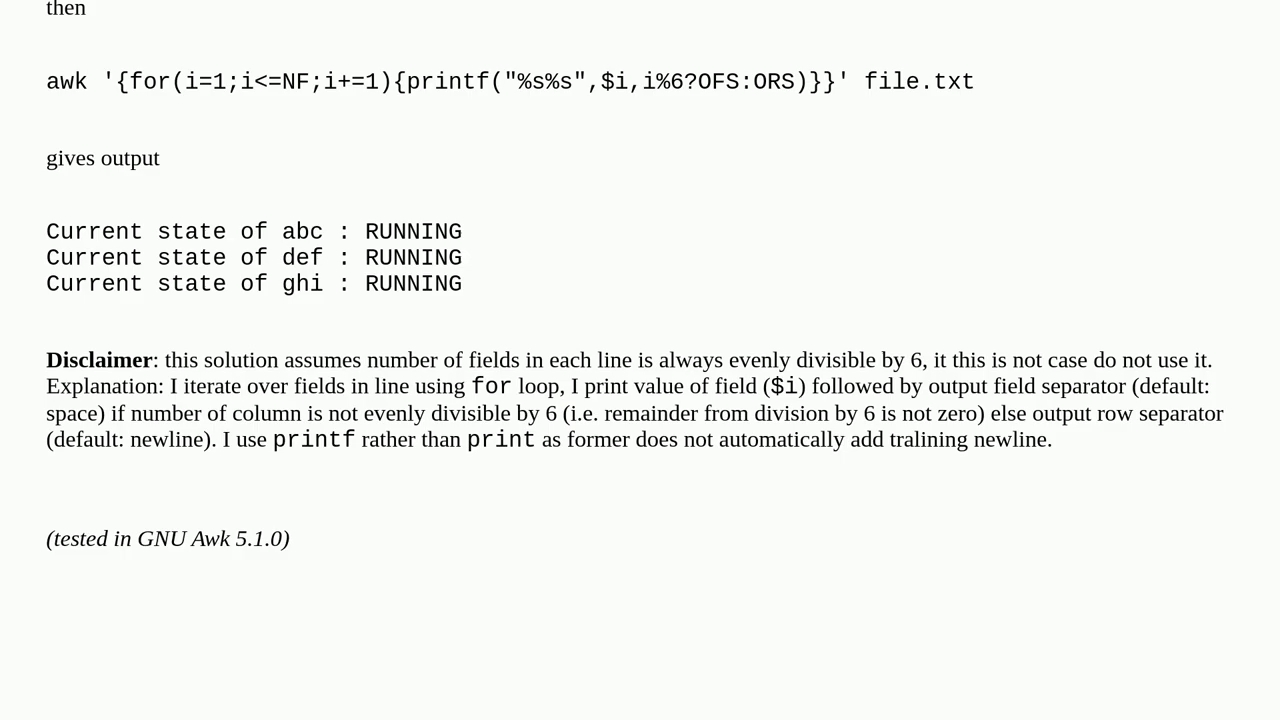 then
awk '{for(i=1;i<=NF;i+=1){printf("%s%s",$i,i%6?OFS:ORS)}}' file.txt
gives output
Current state of abc : RUNNING
Current state of def : RUNNING
Current state of ghi : RUNNING
Disclaimer: this solution assumes number of fields in each line is always evenly divisible by 6, it this is not case do not use it.
Explanation: I iterate over fields in line using for loop, I print value of field ($i) followed by output field separator (default:
space) if number of column is not evenly divisible by 6 (i.e. remainder from division by 6 is not zero) else output row separator
(default: newline). I use printf rather than print as former does not automatically add tralining newline.
(tested in GNU Awk 5.1.0)